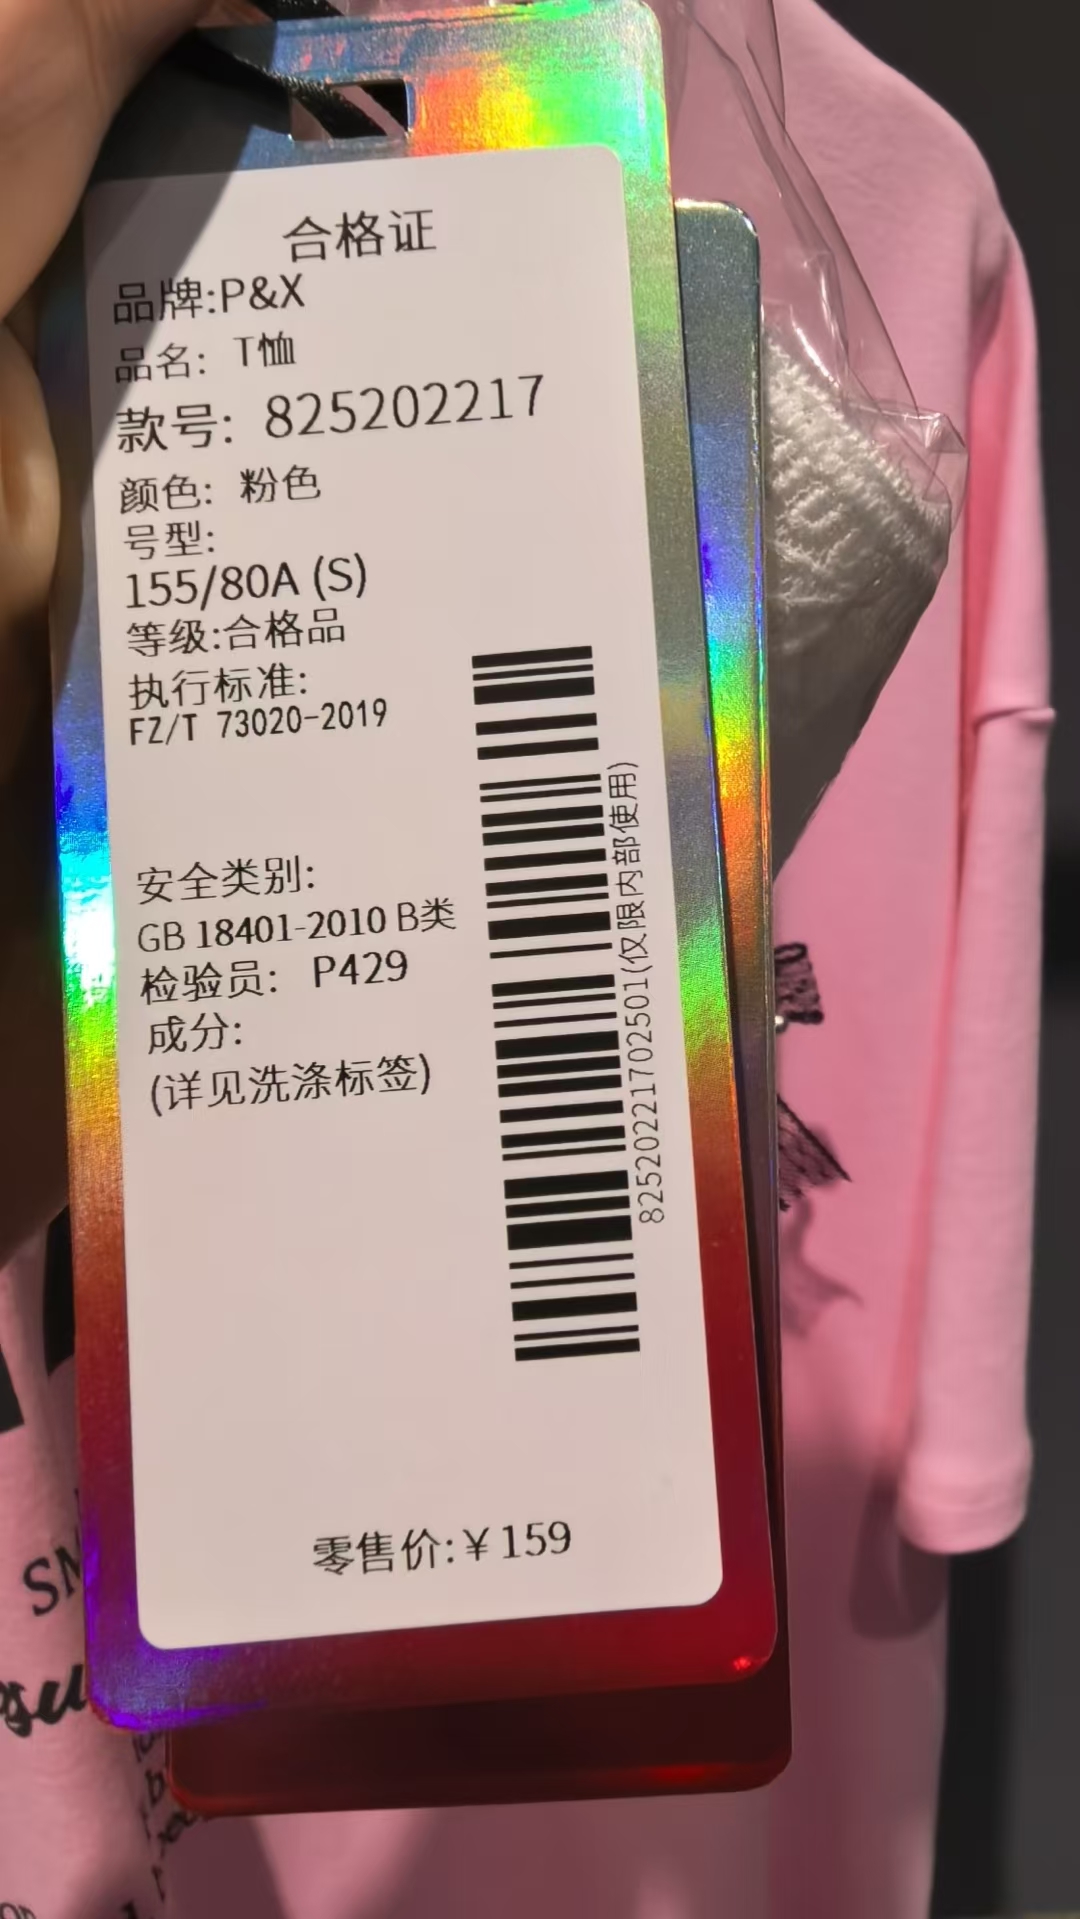 合格证
品牌:P&X
品名: T恤
款号: 825202217
颜色: 粉色
号型:
155/80A (S)
等级:合格品
执行标准:
FZ/T 73020-2019
安全类别:
GB 18401-2010 B类
检验员: P429
成分:
(详见洗涤标签)
82520221702501(仅限内部使用)
零售价:¥159